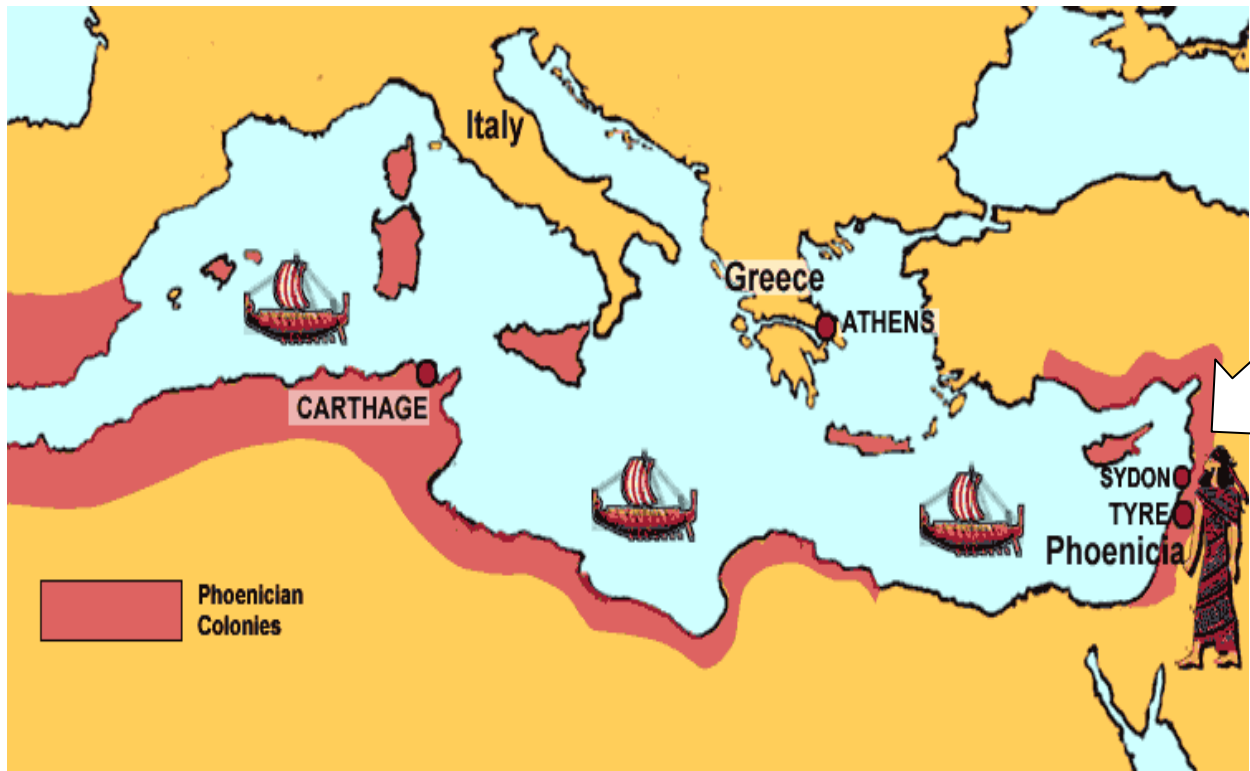 Italy
Greece
ATHENS
CARTHAGE
SYDON
TYRE
Phoenicia
Phoenician
Colonies